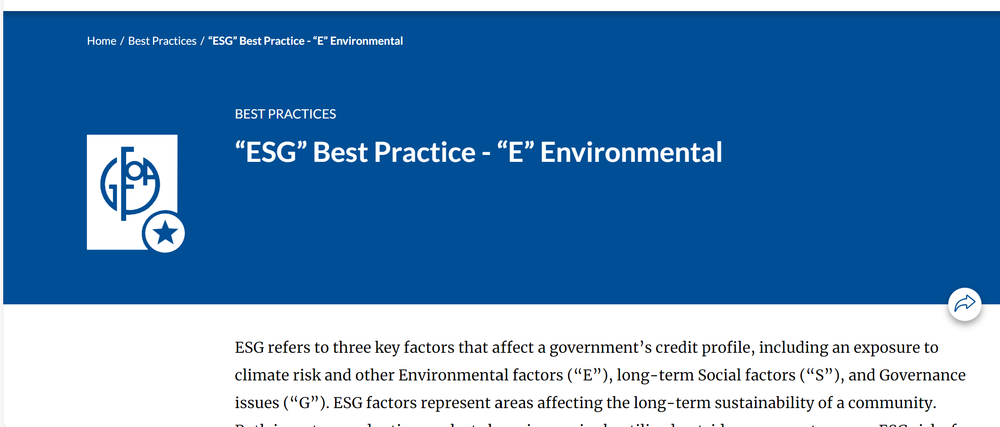 Home / Best Practices / “ESG” Best Practice - “E” Environmental
BEST PRACTICES
“ESG” Best Practice - “E” Environmental
GFOA
ESG refers to three key factors that affect a government’s credit profile, including an exposure to
climate risk and other Environmental factors (“E”), long-term Social factors (“S”), and Governance
issues (“G”). ESG factors represent areas affecting the long-term sustainability of a community.